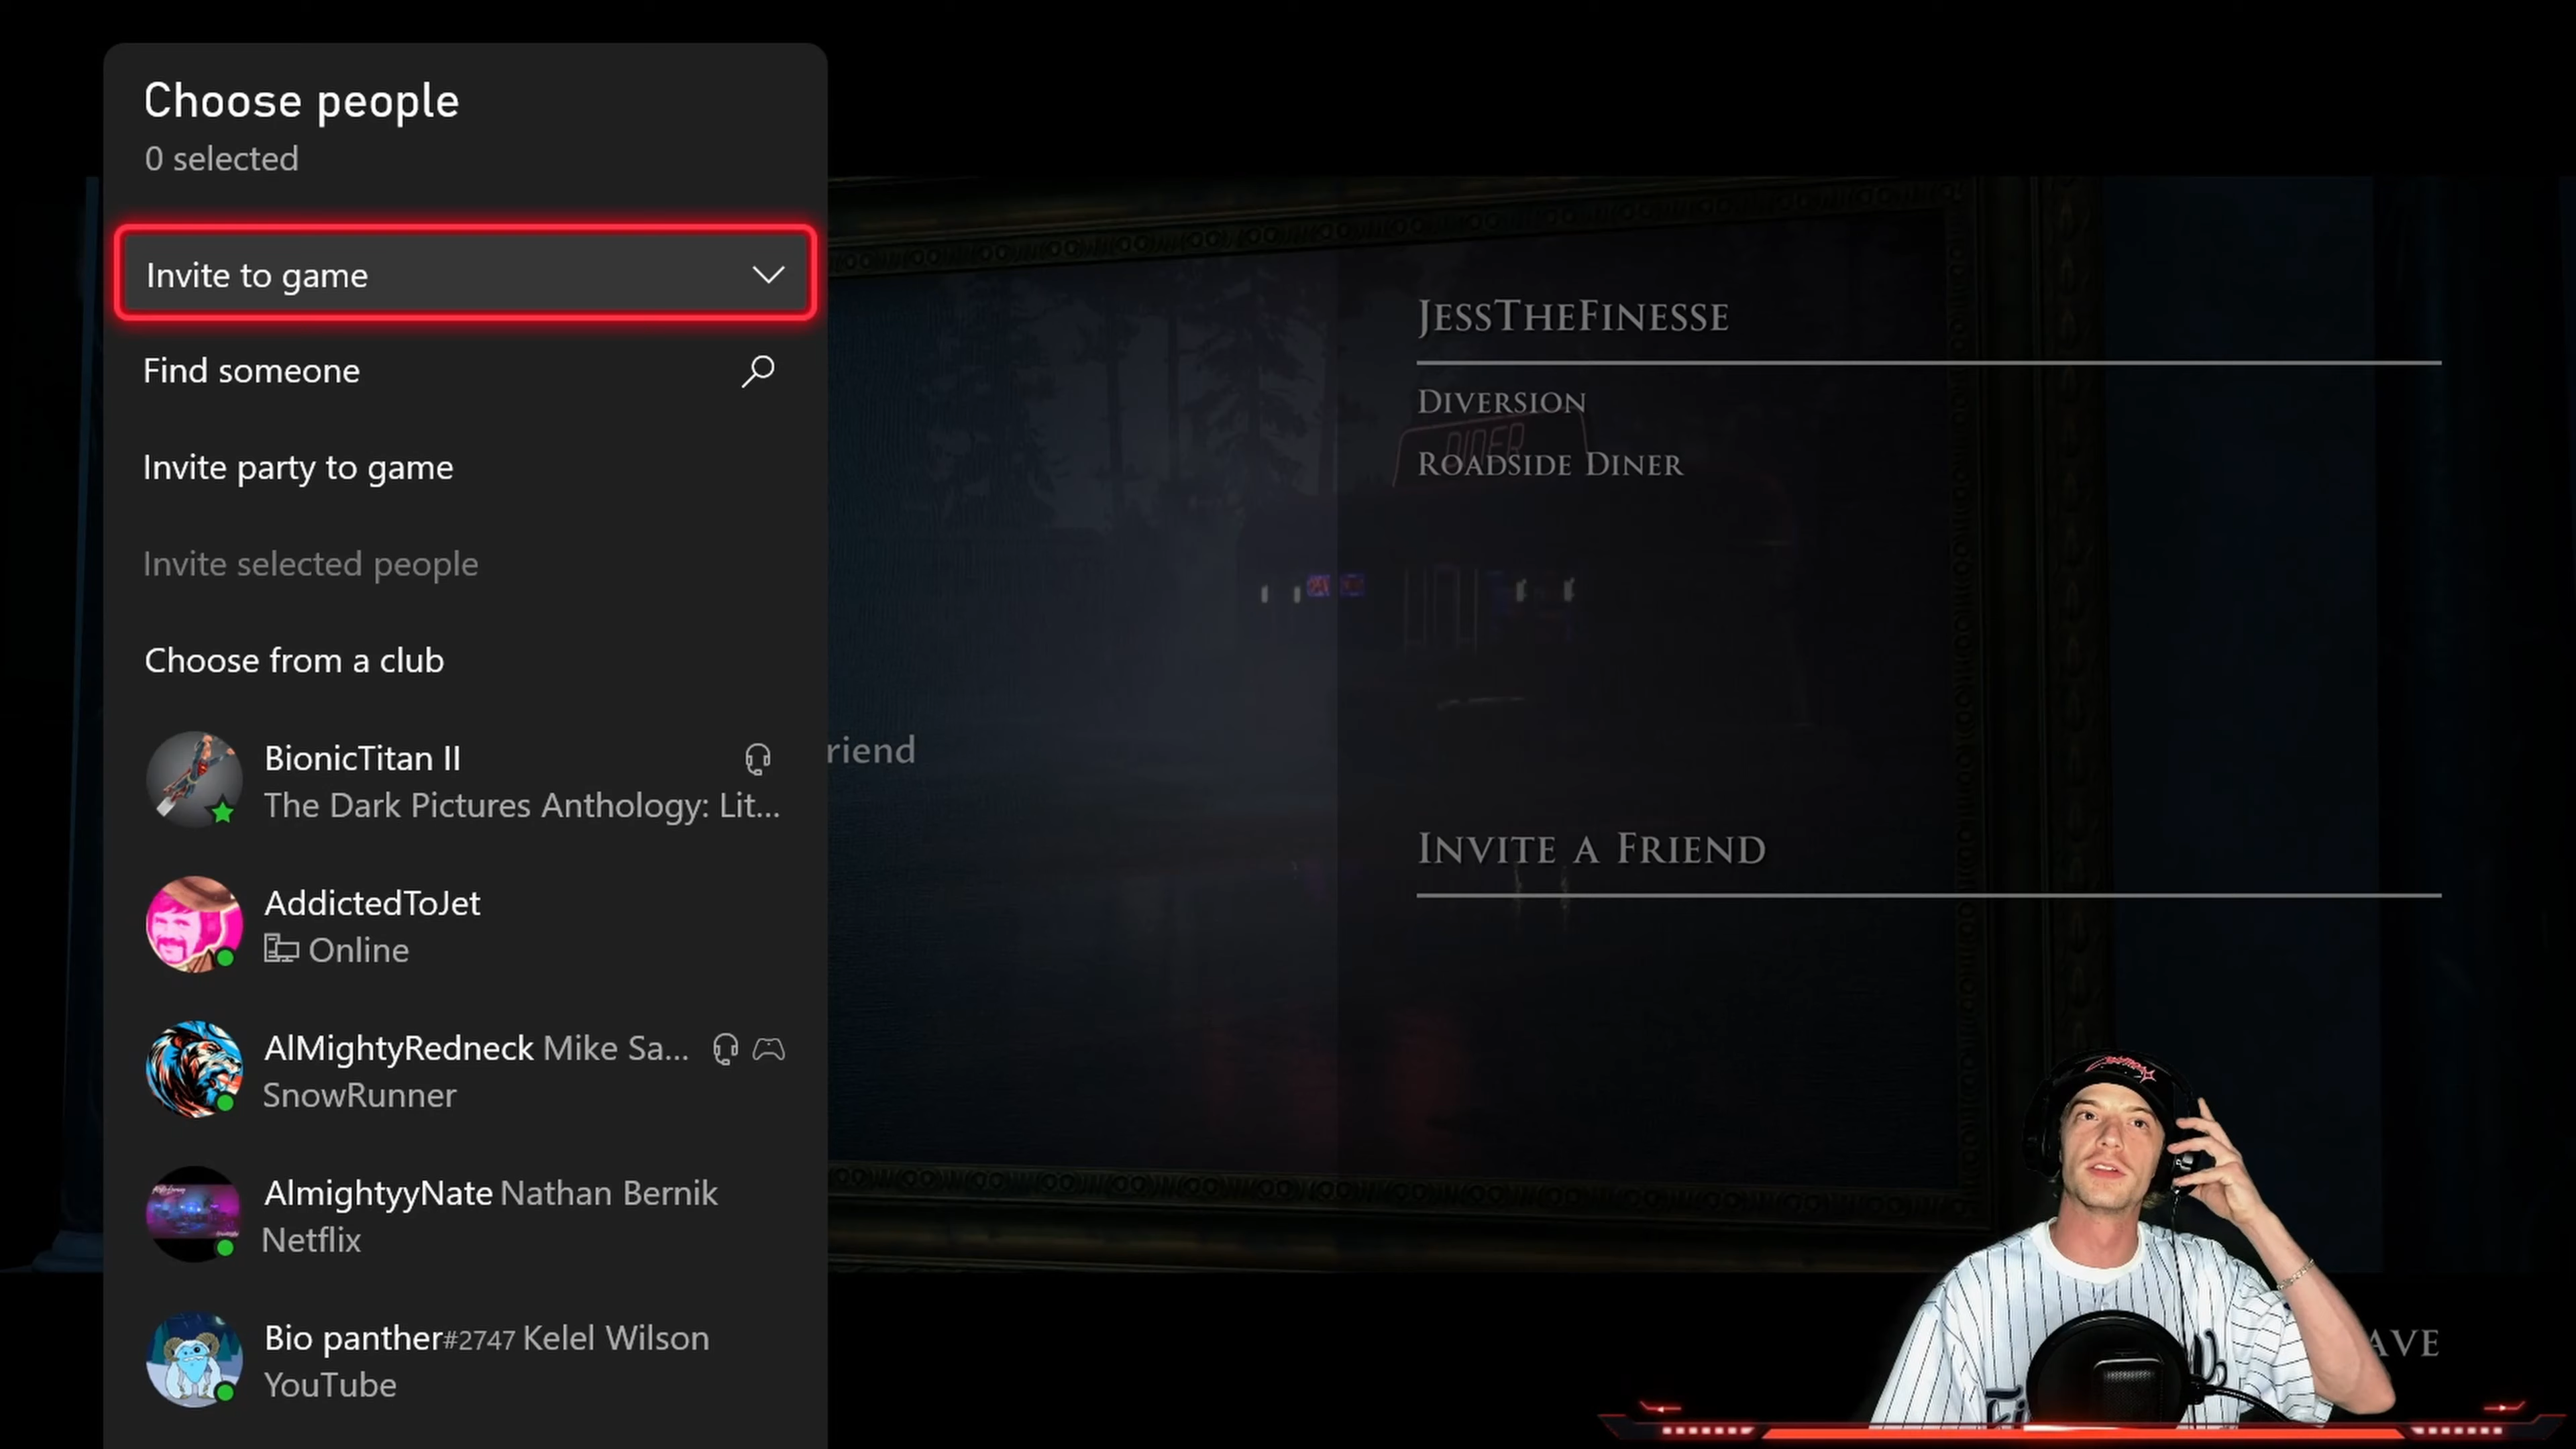 Choose people
0 selected
Invite to game
Find someone
Invite party to game
Invite selected people
Choose from a club
BionicTitan II
The Dark Pictures Anthology: Lit...
AddictedToJet
Online
AlMightyRedneck Mike Sa...
SnowRunner
AlmightyyNate Nathan Bernik
Netflix
Bio panther#2747 Kelel Wilson
YouTube
riend
JessTheFinesse
Diversion
DINER
Roadside Diner
Invite a Friend
AVE